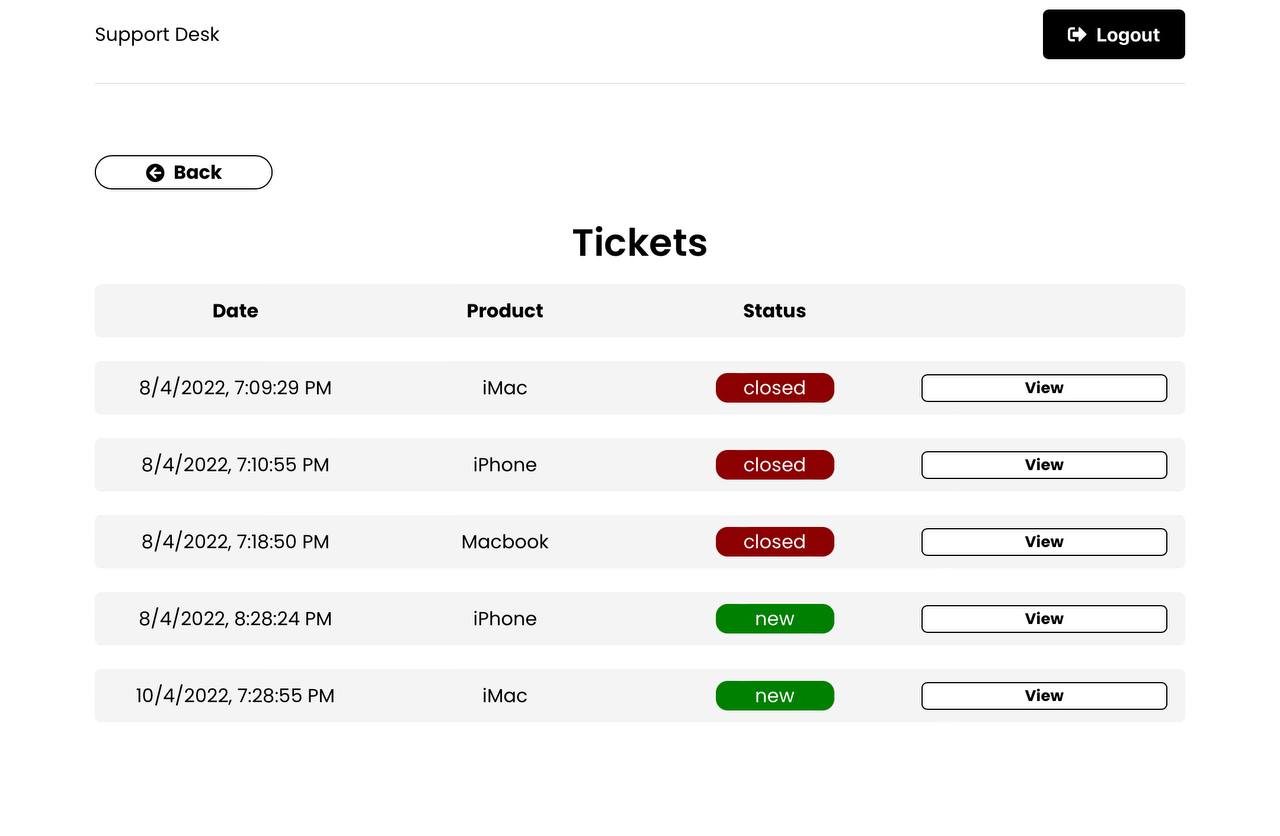 Support Desk Logout
Back
Tickets
Date Product Status
8/4/2022, 7:09:29 PM iMac closed View
8/4/2022, 7:10:55 PM iPhone closed View
8/4/2022, 7:18:50 PM Macbook closed View
8/4/2022, 8:28:24 PM iPhone new View
10/4/2022, 7:28:55 PM iMac new View